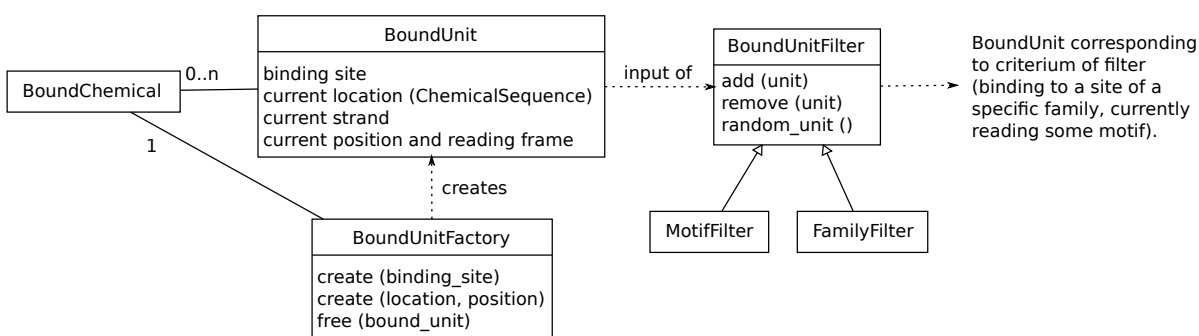 BoundUnit
binding site
current location (ChemicalSequence)
current strand
current position and reading frame
BoundChemical
0..n
1
creates
BoundUnitFactory
create (binding_site)
create (location, position)
free (bound_unit)
input of
BoundUnitFilter
add (unit)
remove (unit)
random_unit ()
MotifFilter
FamilyFilter
BoundUnit corresponding
to criterium of filter
(binding to a site of a
specific family, currently
reading some motif).